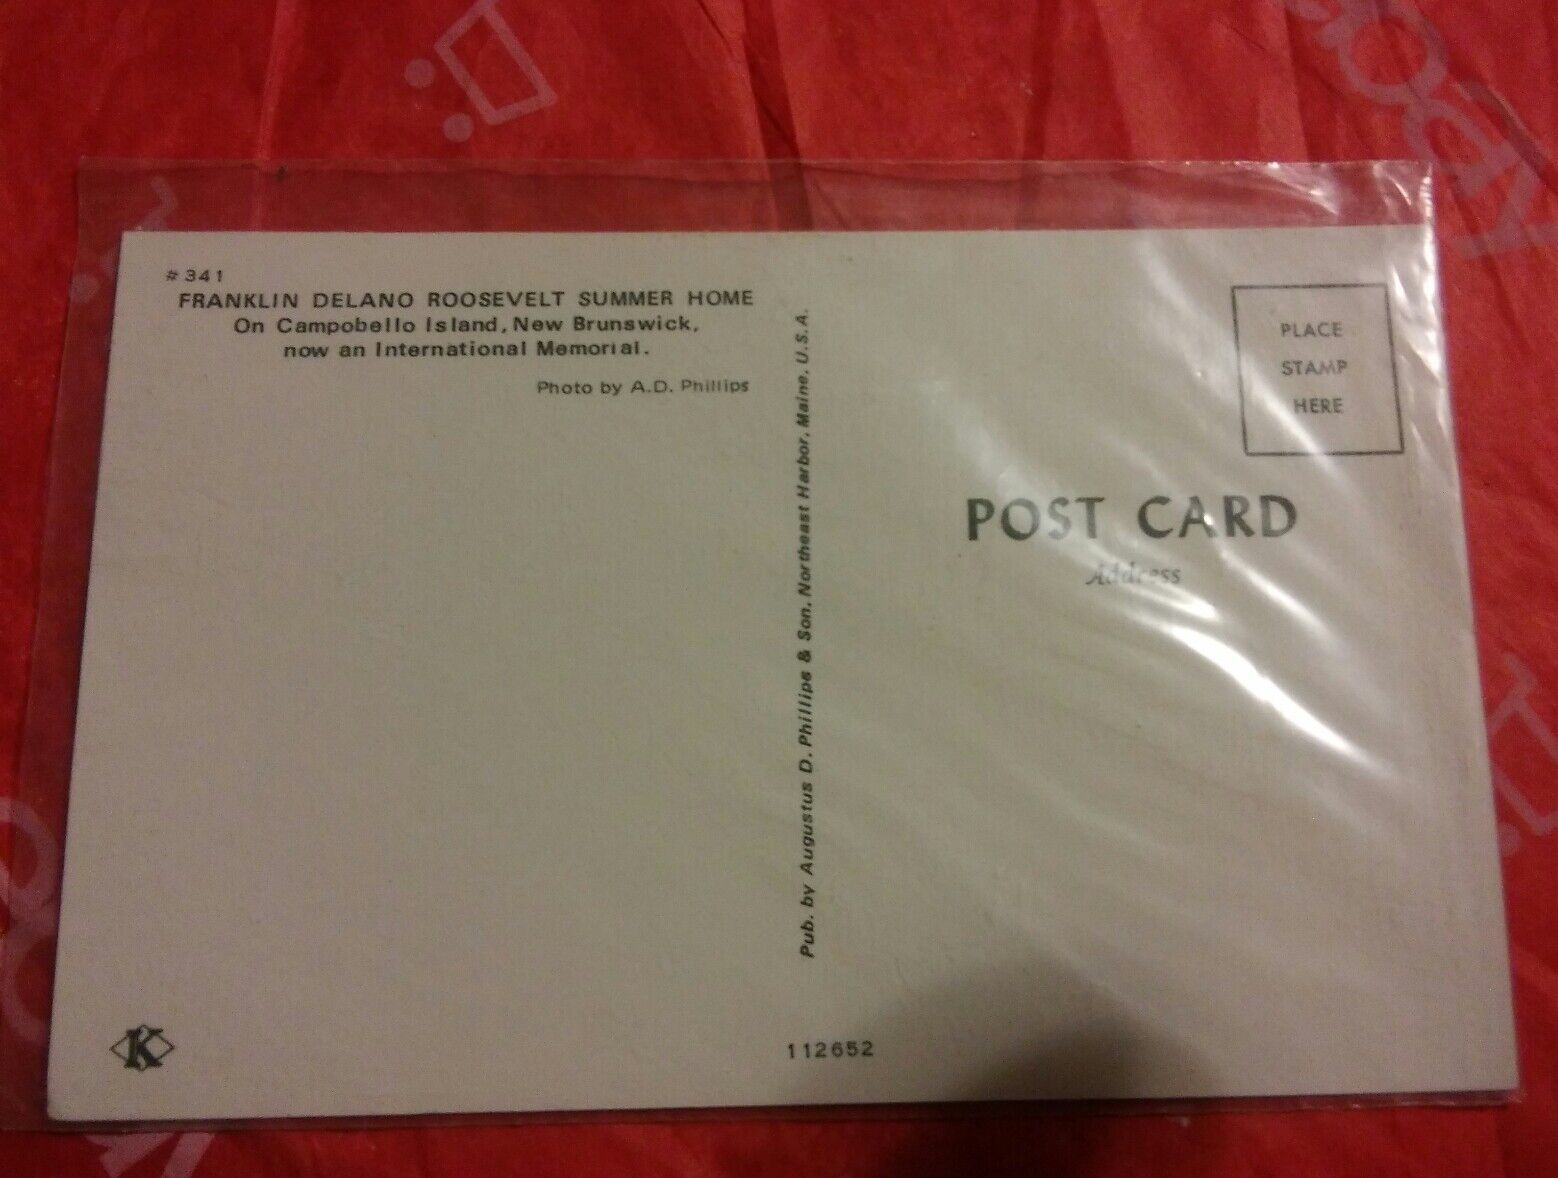 # 341
FRANKLIN DELANO ROOSEVELT SUMMER HOME
On Campobello Island, New Brunswick,
now an International Memorial.
Photo by A.D. Phillips
Pub. by Augustus D. Phillips & Son, Northeast Harbor, Maine, U.S.A.
PLACE
STAMP
HERE
POST CARD
Address
K
112652